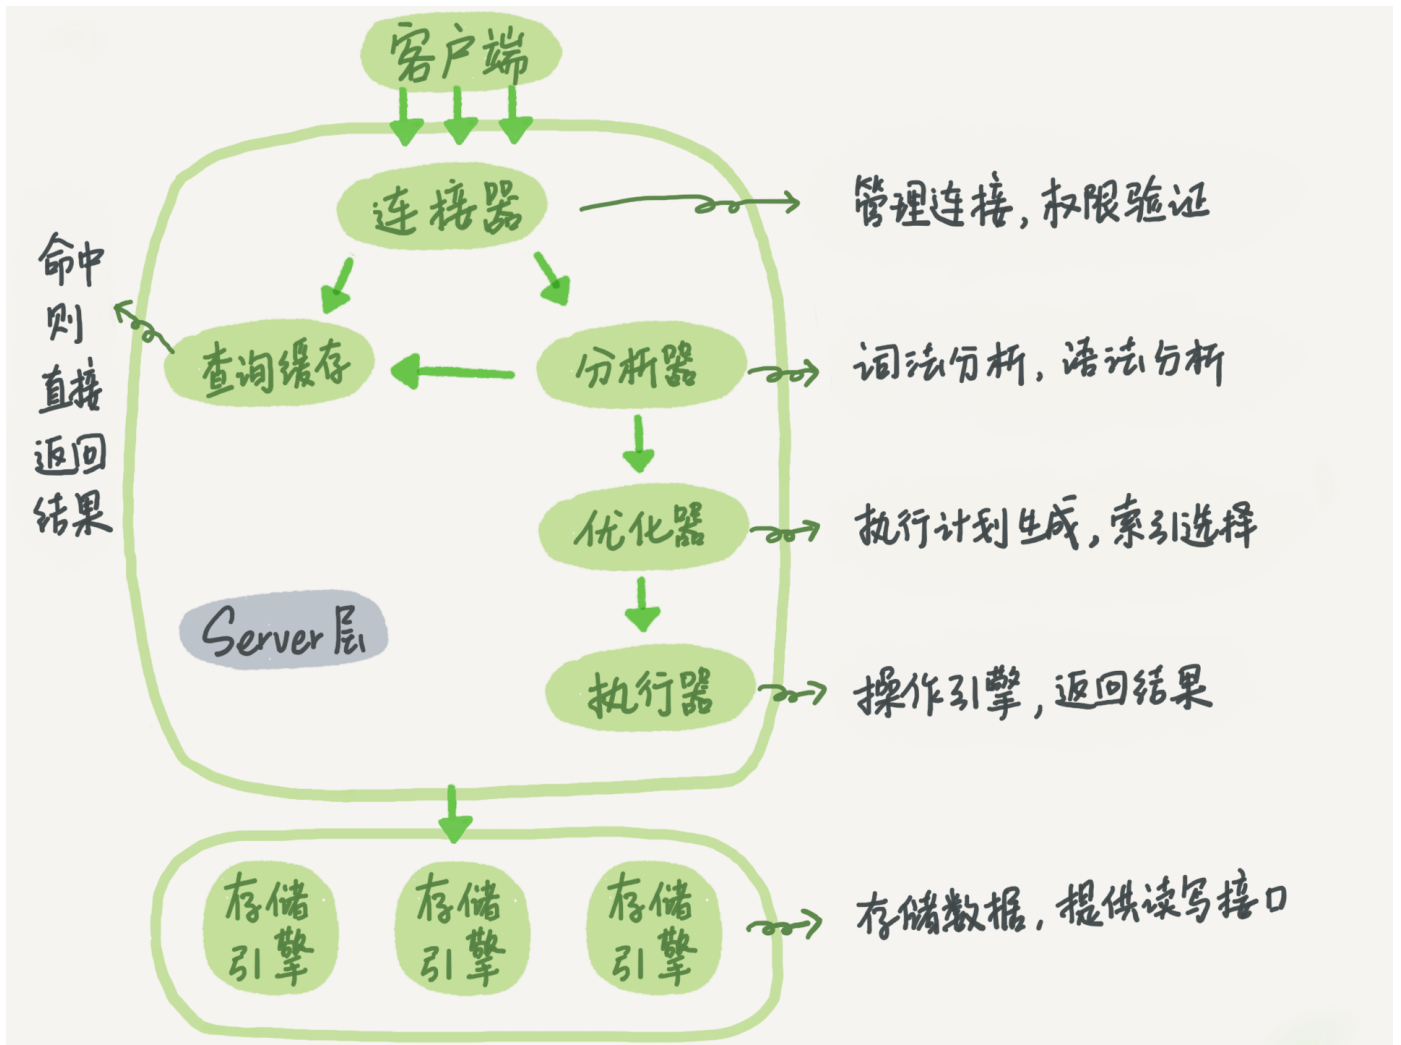 客户端
连接器
管理连接，权限验证
命中
则
直接
返回
结果
查询缓存
分析器
词法分析，语法分析
优化器
执行计划生成，索引选择
Server层
执行器
操作引擎，返回结果
存储
引擎
存储
引擎
存储
引擎
存储数据，提供读写接口